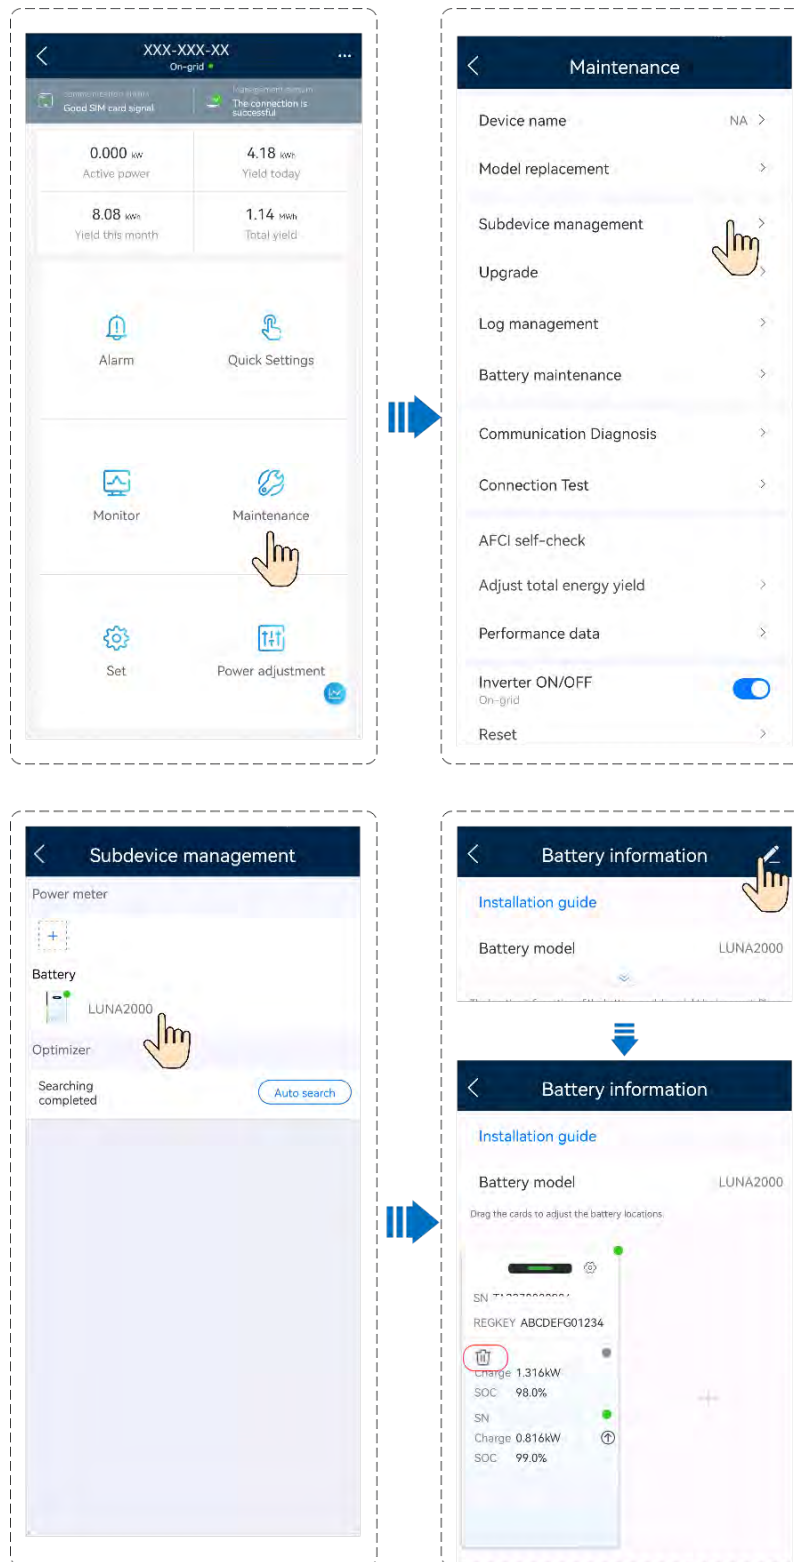 XXX-XXX-XX
On-grid
Good SIM card signal
The connection is
successful
0.000 kW
Active power
4.18 kWh
Yield today
8.08 kWh
Yield this month
1.14 MWh
Total yield
Alarm
Quick Settings
Monitor
Maintenance
Set
Power adjustment
Maintenance
Device name NA
Model replacement
Subdevice management
Upgrade
Log management
Battery maintenance
Communication Diagnosis
Connection Test
AFCI self-check
Adjust total energy yield
Performance data
Inverter ON/OFF
On-grid
Reset
Subdevice management
Power meter
+
Battery
LUNA2000
Optimizer
Searching
completed
Auto search
Battery information
Installation guide
Battery model LUNA2000
Battery information
Installation guide
Battery model LUNA2000
Drag the cards to adjust the battery locations.
SN
REGKEY ABCDEFG01234
Charge 1.316kW
SOC 98.0%
SN
Charge 0.816kW
SOC 99.0%